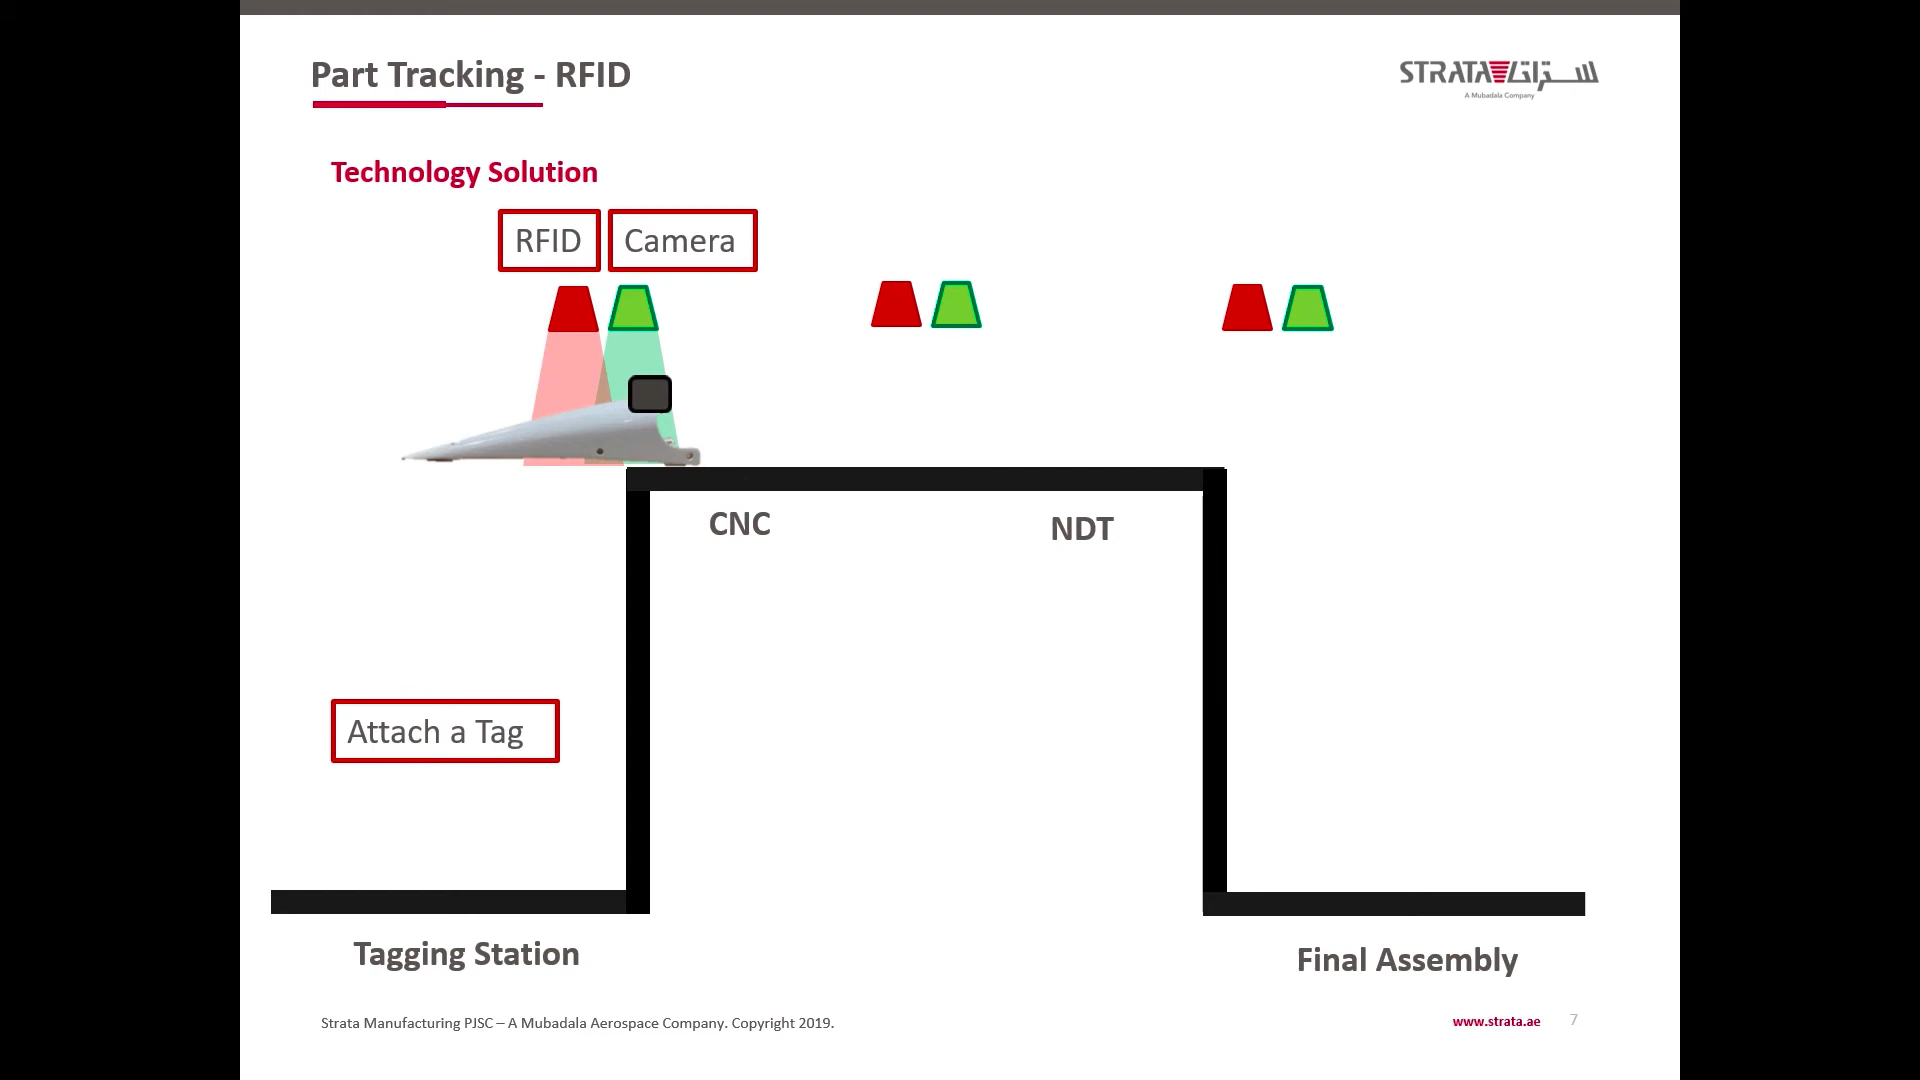 Part Tracking - RFID
STRATA ستراتا
A Mubadala Company
Technology Solution
RFID
Camera
CNC
NDT
Attach a Tag
Tagging Station
Final Assembly
Strata Manufacturing PJSC – A Mubadala Aerospace Company. Copyright 2019.
www.strata.ae
7